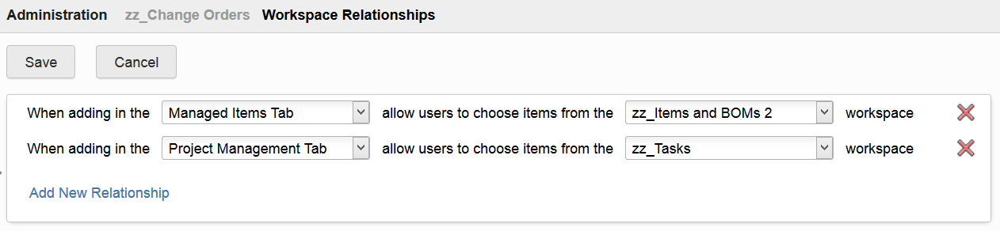 Administration zz_Change Orders Workspace Relationships
Save Cancel
When adding in the Managed Items Tab allow users to choose items from the zz_Items and BOMs 2 workspace
When adding in the Project Management Tab allow users to choose items from the zz_Tasks workspace
Add New Relationship